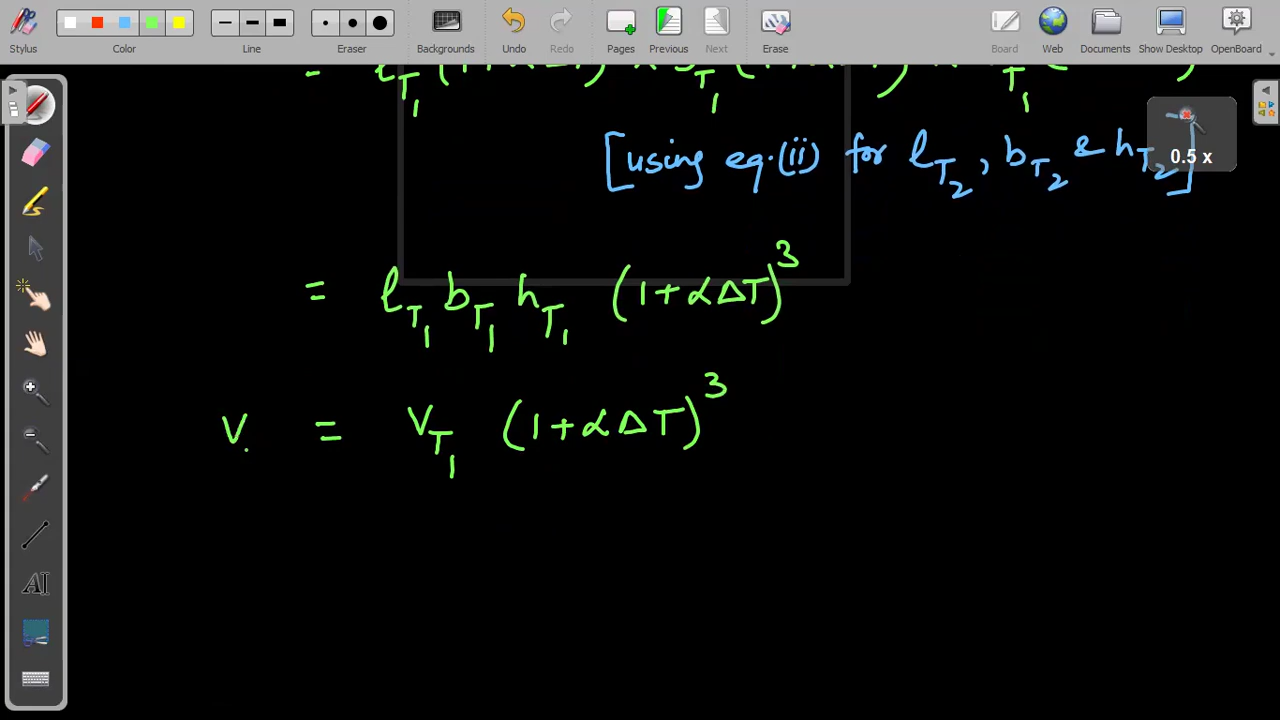 Stylus Color Line Eraser Backgrounds Undo Redo Pages Previous Next Erase Board Web Documents Show Desktop OpenBoard
[using eq.(ii) for l_T₂, b_T₂ & h_T₂]
0.5 x
= l_T₁ b_T₁ h_T₁ (1+αΔT)³
V. = V_T₁ (1+αΔT)³
AI